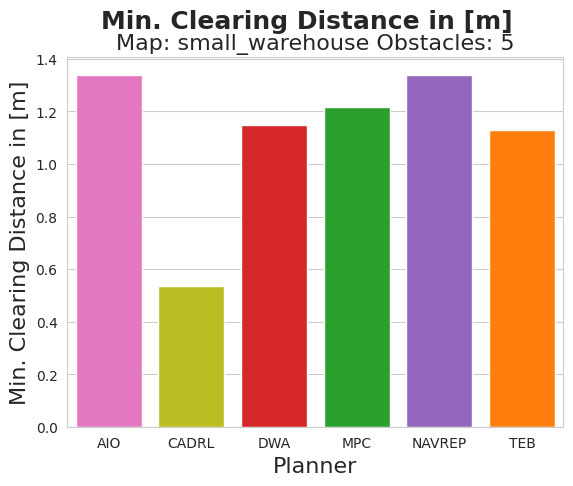 Min. Clearing Distance in [m]
Map: small_warehouse Obstacles: 5
Min. Clearing Distance in [m]
1.4
1.2
1.0
0.8
0.6
0.4
0.2
0.0
AIO CADRL DWA MPC NAVREP TEB
Planner